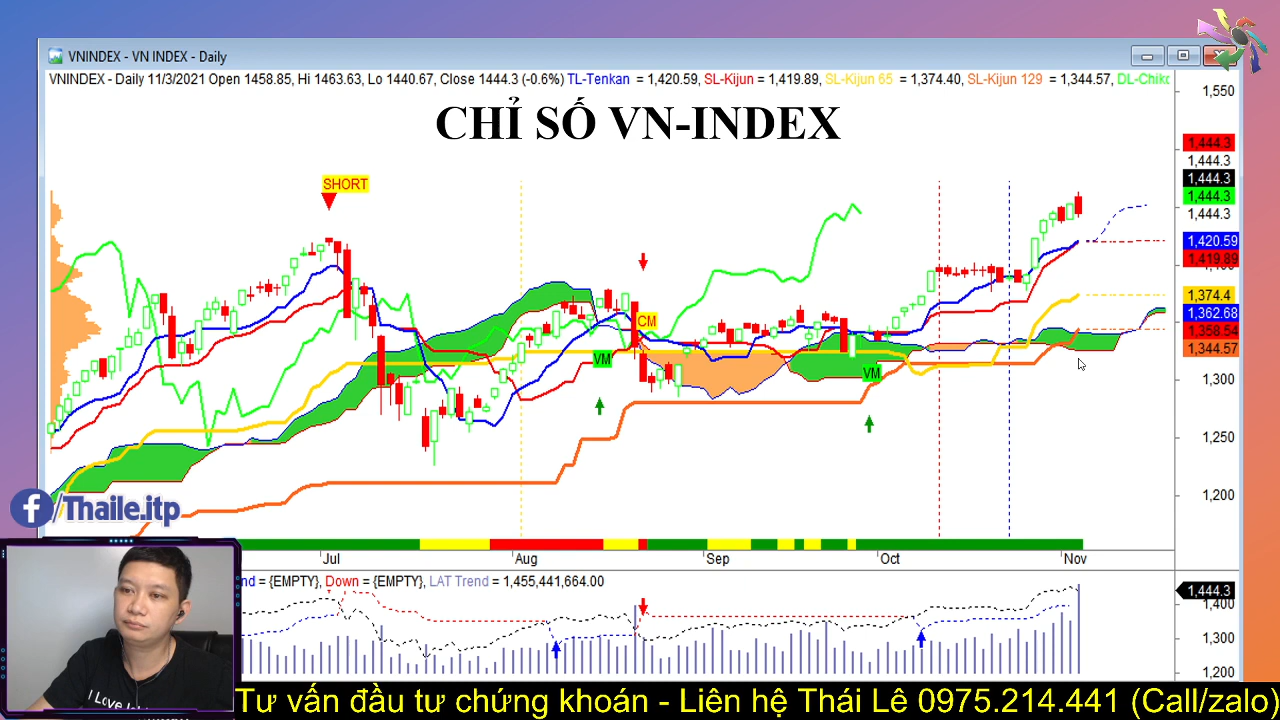 VNINDEX - VN INDEX - Daily
VNINDEX - Daily 11/3/2021 Open 1458.85, Hi 1463.63, Lo 1440.67, Close 1444.3 (-0.6%) TL-Tenkan = 1,420.59, SL-Kijun = 1,419.89, SL-Kijun 65 = 1,374.40, SL-Kijun 129 = 1,344.57, DL-Chiko
CHỈ SỐ VN-INDEX
1,550
1,444.3
1,444.3
1,444.3
1,444.3
1,444.3
1,420.59
1,419.89
1,374.4
1,362.68
1,358.54
1,344.57
1,300
1,250
1,200
SHORT
CM
VM
VM
f/Thaile.itp
Jul
Aug
Sep
Oct
Nov
nd = {EMPTY}, Down = {EMPTY}, LAT Trend = 1,455,441,664.00
1,444.3
1,400
1,300
1,200
Tư vấn đầu tư chứng khoán - Liên hệ Thái Lê 0975.214.441 (Call/zalo)